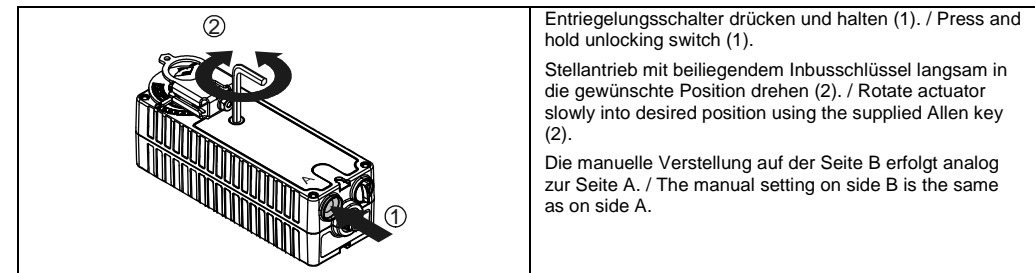 ②
A
①
Entriegelungsschalter drücken und halten (1). / Press and
hold unlocking switch (1).
Stellantrieb mit beiliegendem Inbusschlüssel langsam in
die gewünschte Position drehen (2). / Rotate actuator
slowly into desired position using the supplied Allen key
(2).
Die manuelle Verstellung auf der Seite B erfolgt analog
zur Seite A. / The manual setting on side B is the same
as on side A.